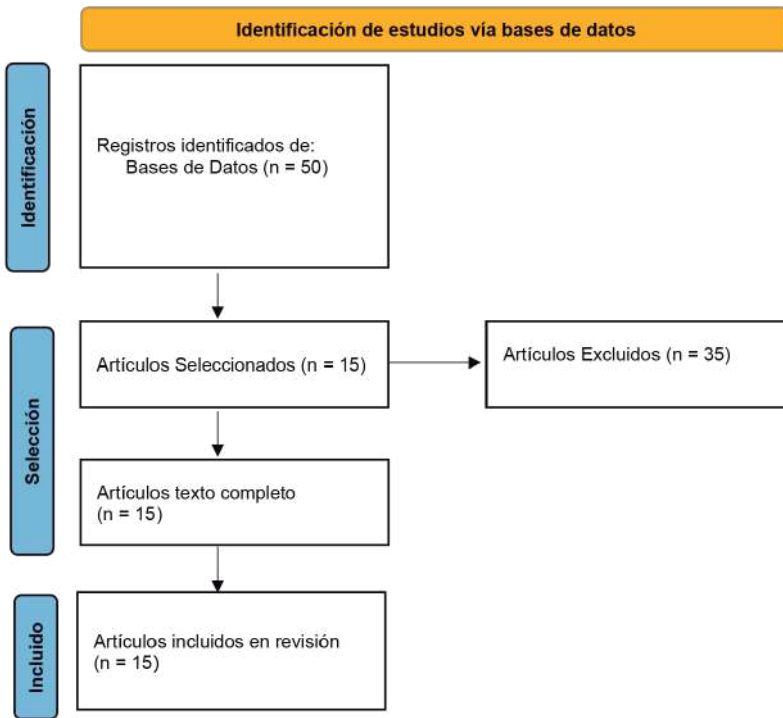 Identificación de estudios vía bases de datos
Identificación
Registros identificados de:
Bases de Datos (n = 50)
Selección
Artículos Seleccionados (n = 15)
Artículos Excluidos (n = 35)
Artículos texto completo
(n = 15)
Incluido
Artículos incluidos en revisión
(n = 15)